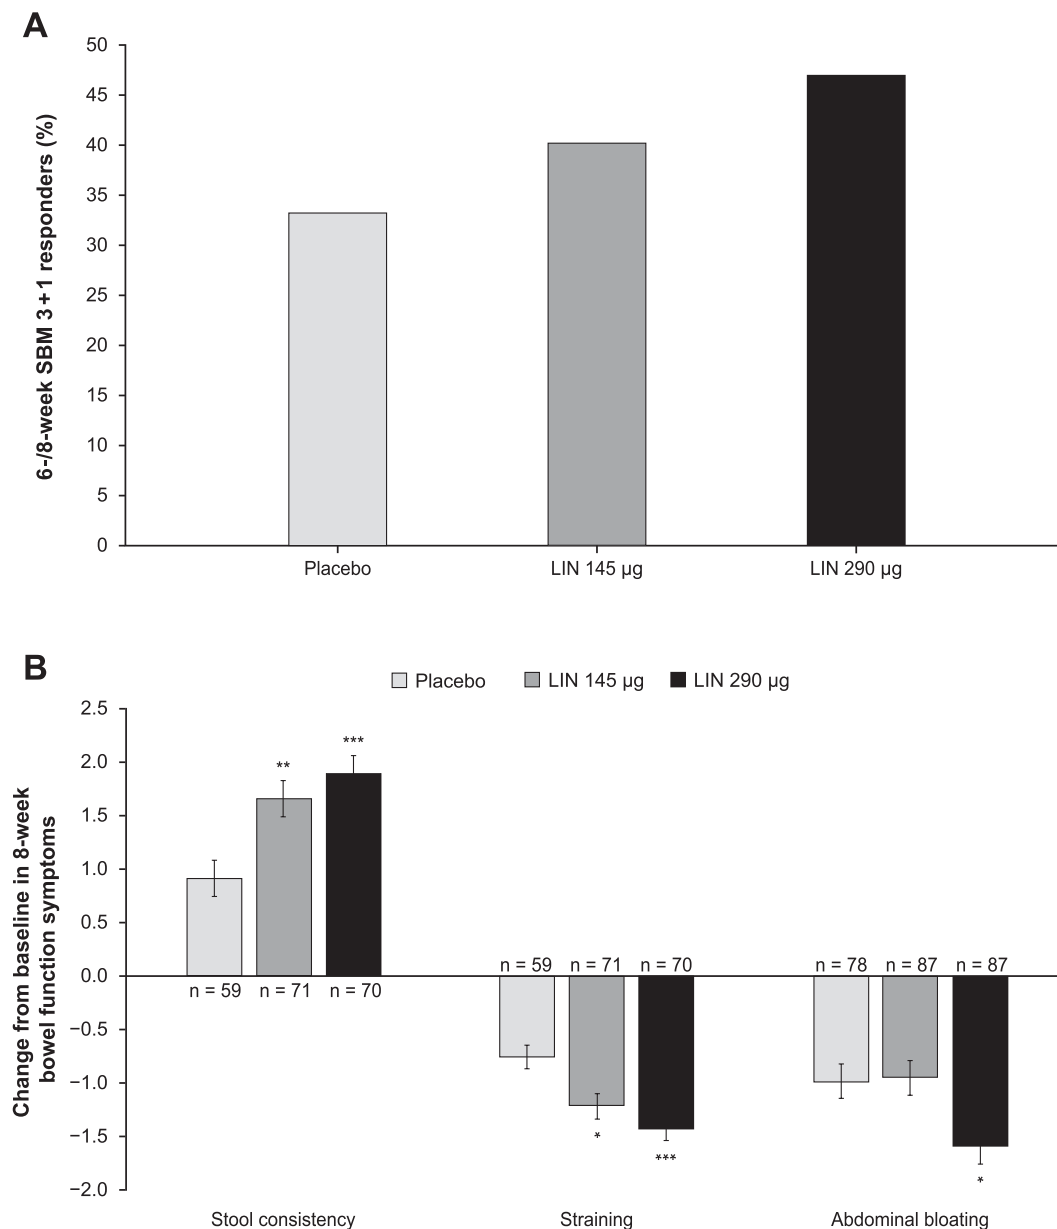 A
6-/8-week SBM 3+1 responders (%)
50
45
40
35
30
25
20
15
10
5
0
Placebo LIN 145 µg LIN 290 µg
B
Placebo LIN 145 µg LIN 290 µg
Change from baseline in 8-week
bowel function symptoms
2.5
2.0
1.5
1.0
0.5
0.0
−0.5
−1.0
−1.5
−2.0
** ***
n = 59 n = 71 n = 70
n = 59 n = 71 n = 70
n = 78 n = 87 n = 87
* ***
*
Stool consistency Straining Abdominal bloating